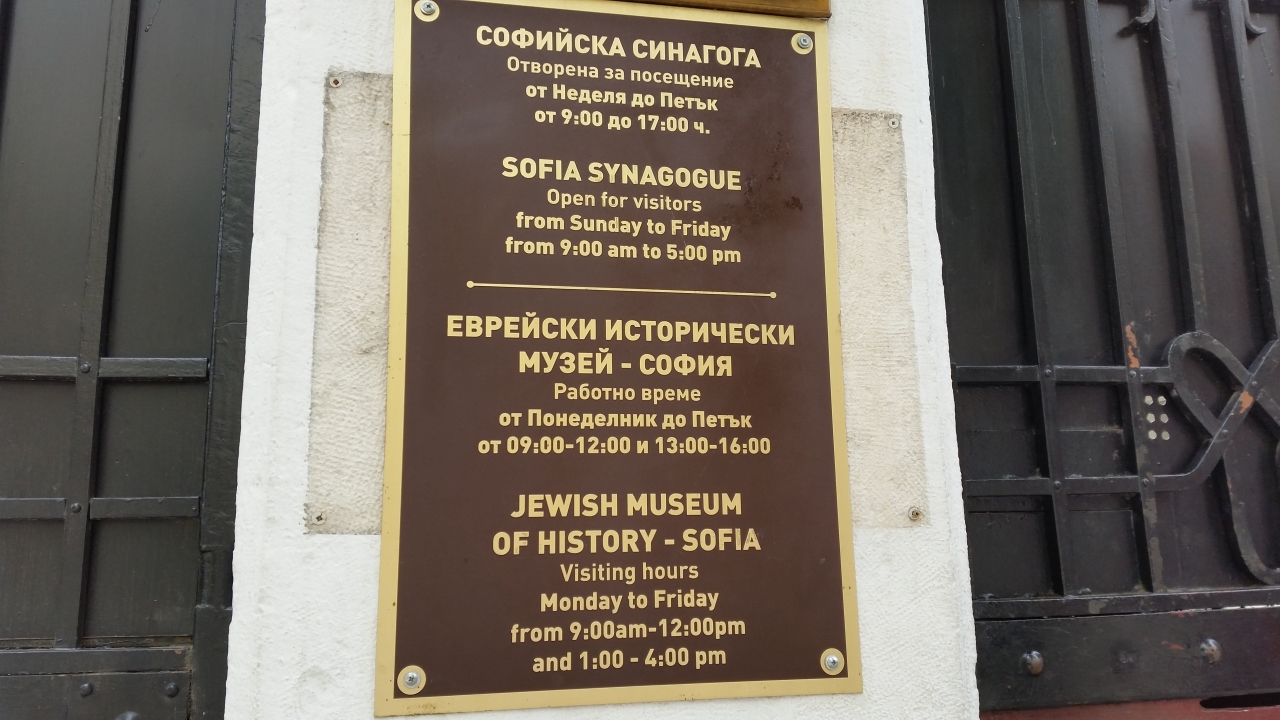 СОФИЙСКА СИНАГОГА
Отворена за посещение
от Неделя до Петък
от 9:00 до 17:00 ч.
SOFIA SYNAGOGUE
Open for visitors
from Sunday to Friday
from 9:00 am to 5:00 pm
ЕВРЕЙСКИ ИСТОРИЧЕСКИ
МУЗЕЙ - СОФИЯ
Работно време
от Понеделник до Петък
от 09:00-12:00 и 13:00-16:00
JEWISH MUSEUM
OF HISTORY - SOFIA
Visiting hours
Monday to Friday
from 9:00am-12:00pm
and 1:00 - 4:00 pm